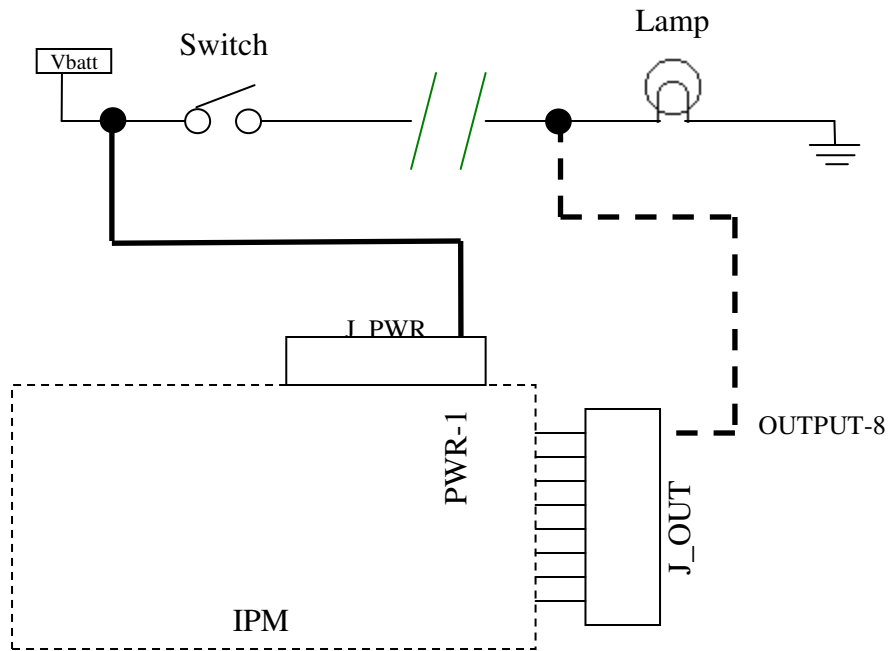 Lamp
Switch
Vbatt
J_PWR
PWR-1
OUTPUT-8
J_OUT
IPM